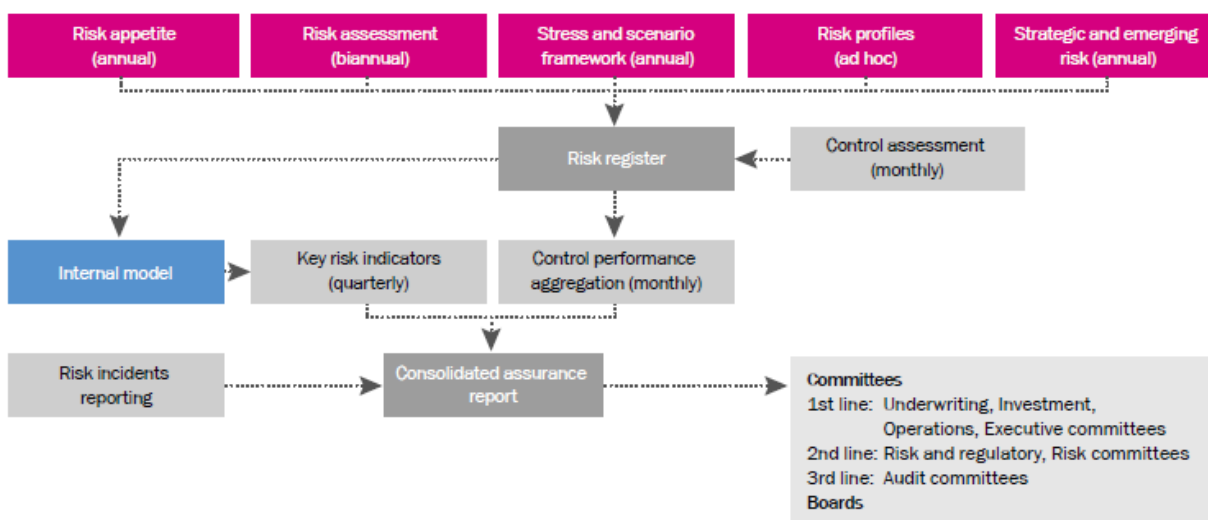 Risk appetite
(annual)
Risk assessment
(biannual)
Stress and scenario
framework (annual)
Risk profiles
(ad hoc)
Strategic and emerging
risk (annual)
Risk register
Control assessment
(monthly)
Internal model
Key risk indicators
(quarterly)
Control performance
aggregation (monthly)
Risk incidents
reporting
Consolidated assurance
report
Committees
1st line: Underwriting, Investment,
Operations, Executive committees
2nd line: Risk and regulatory, Risk committees
3rd line: Audit committees
Boards